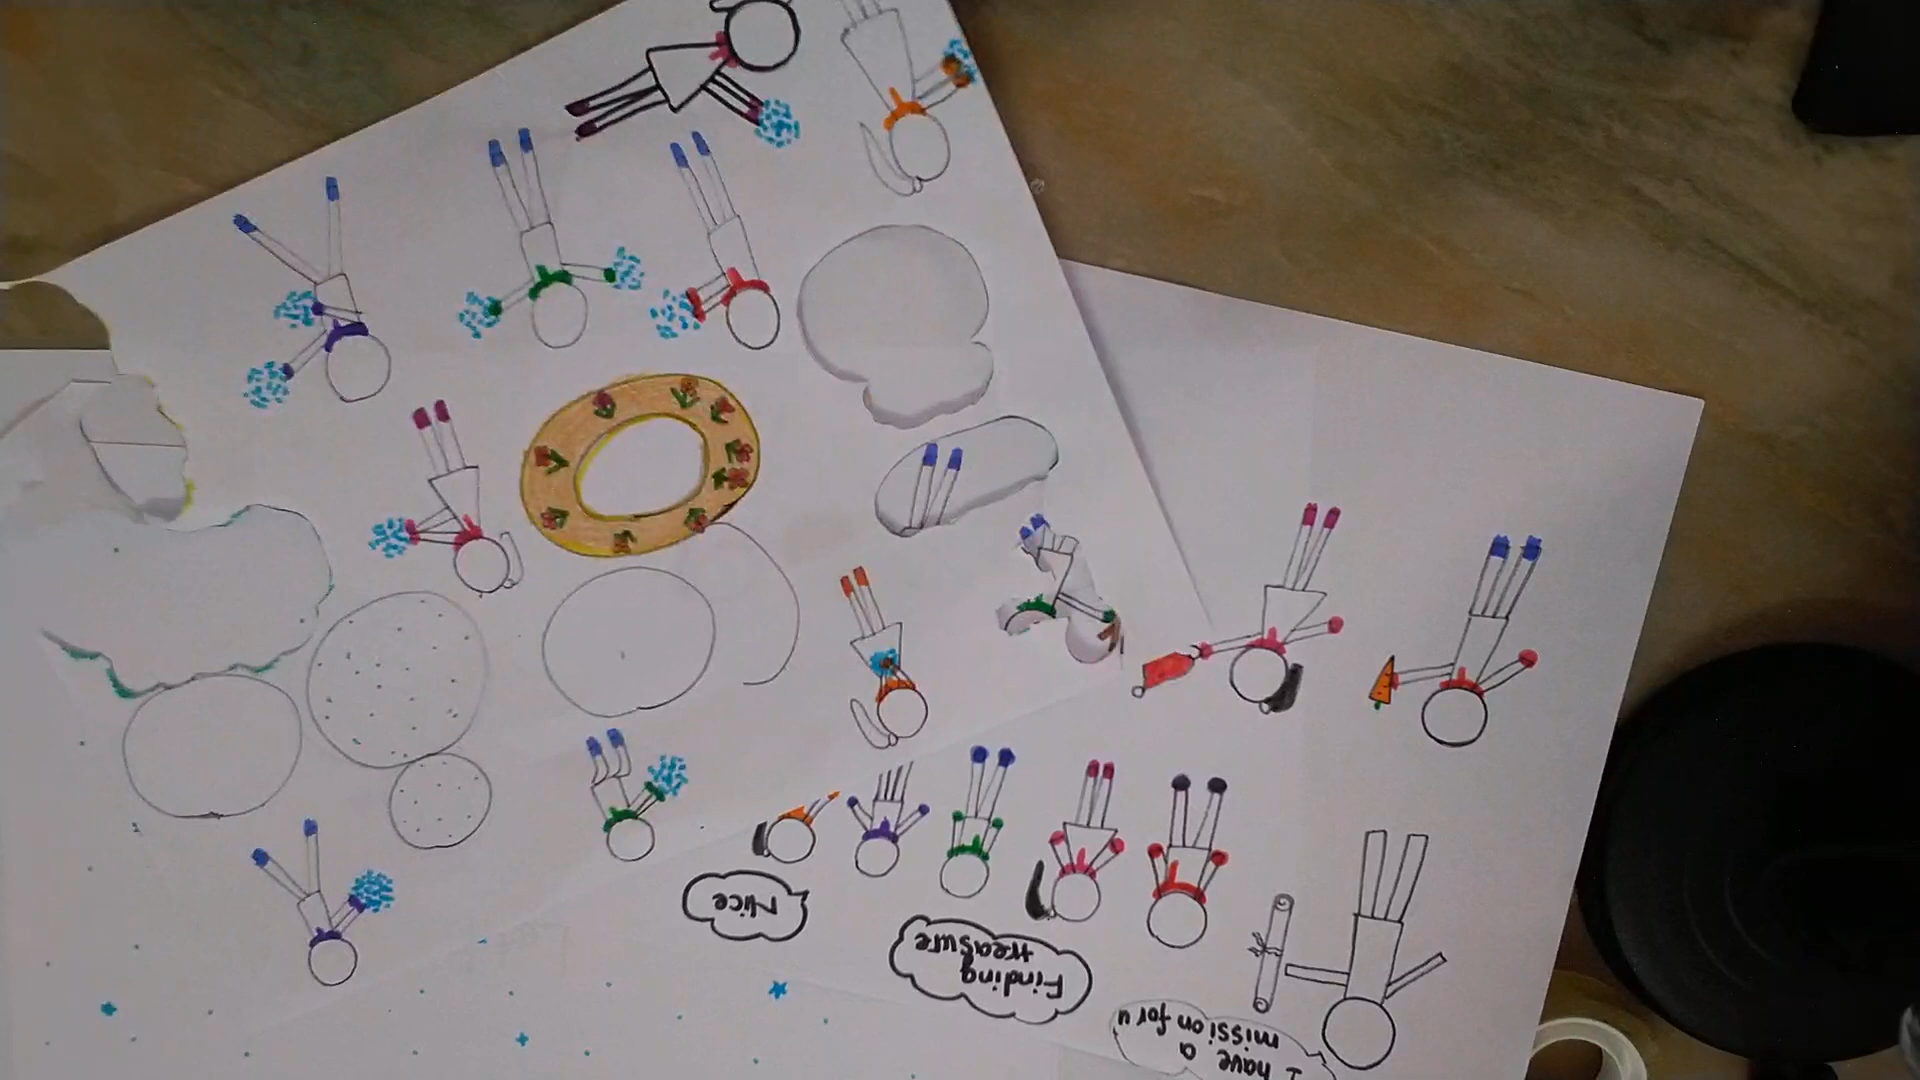 I have a
mission for u
Finding
treasure
Nice